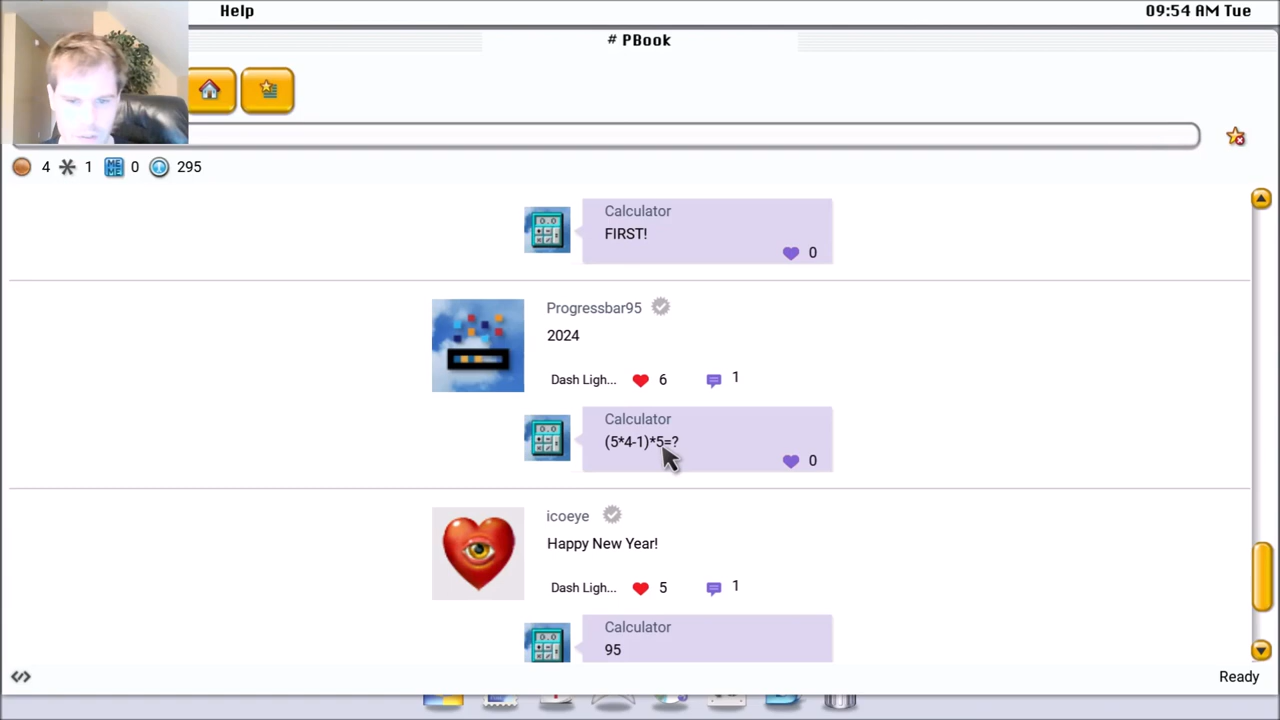 Help
09:54 AM Tue
# PBook
4
1
MEME
0
295
Calculator
FIRST!
0
Progressbar95
2024
Dash Ligh...
6
1
Calculator
(5*4-1)*5=?
0
icoeye
Happy New Year!
Dash Ligh...
5
1
Calculator
95
Ready